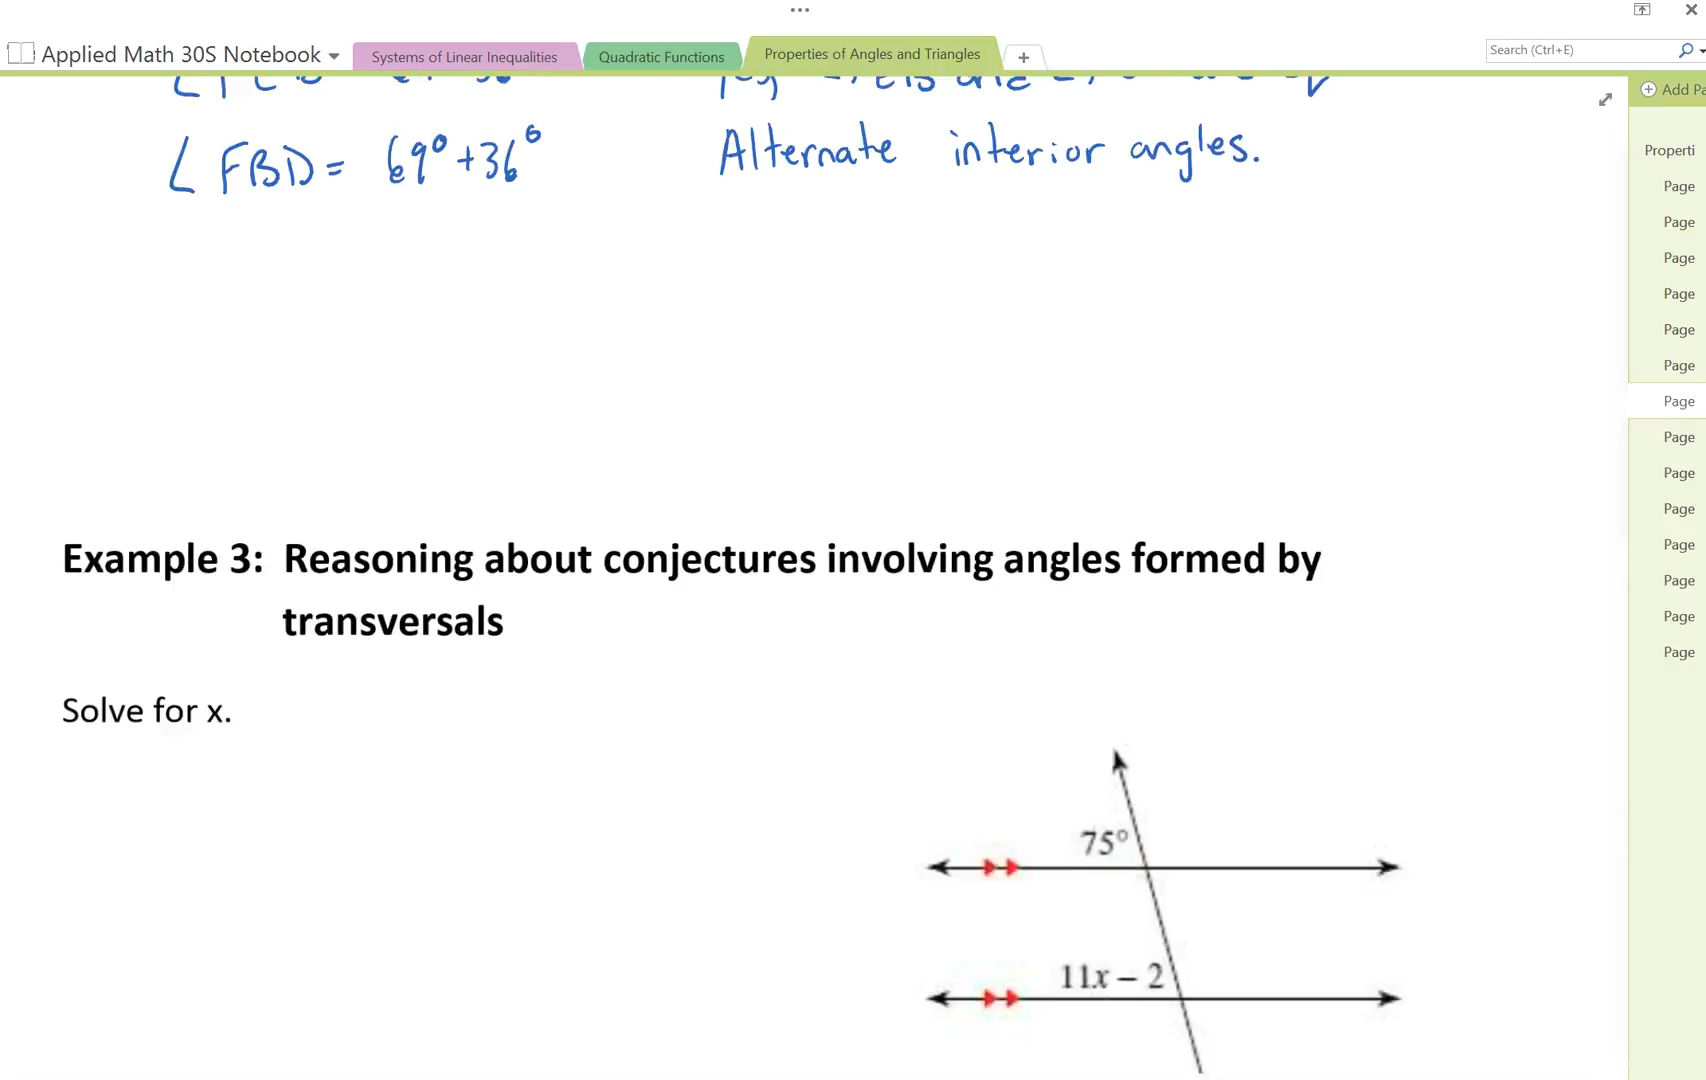 Applied Math 30S Notebook
Systems of Linear Inequalities
Quadratic Functions
Properties of Angles and Triangles
+
Search (Ctrl+E)
Add Pa
∠FBD = 69° + 36°
Alternate interior angles.
Example 3: Reasoning about conjectures involving angles formed by
transversals
Solve for x.
75°
11x – 2
Properti
Page
Page
Page
Page
Page
Page
Page
Page
Page
Page
Page
Page
Page
Page